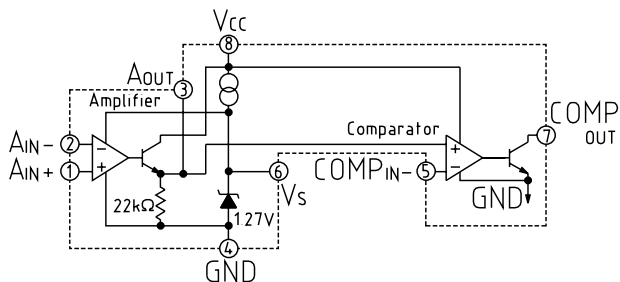 Vcc
8
AOUT
3
Amplifier
COMP
OUT
7
Comparator
AIN-
2
−
+
AIN+
1
+
−
6
Vs
COMPIN-
5
22kΩ
1.27V
GND
4
GND